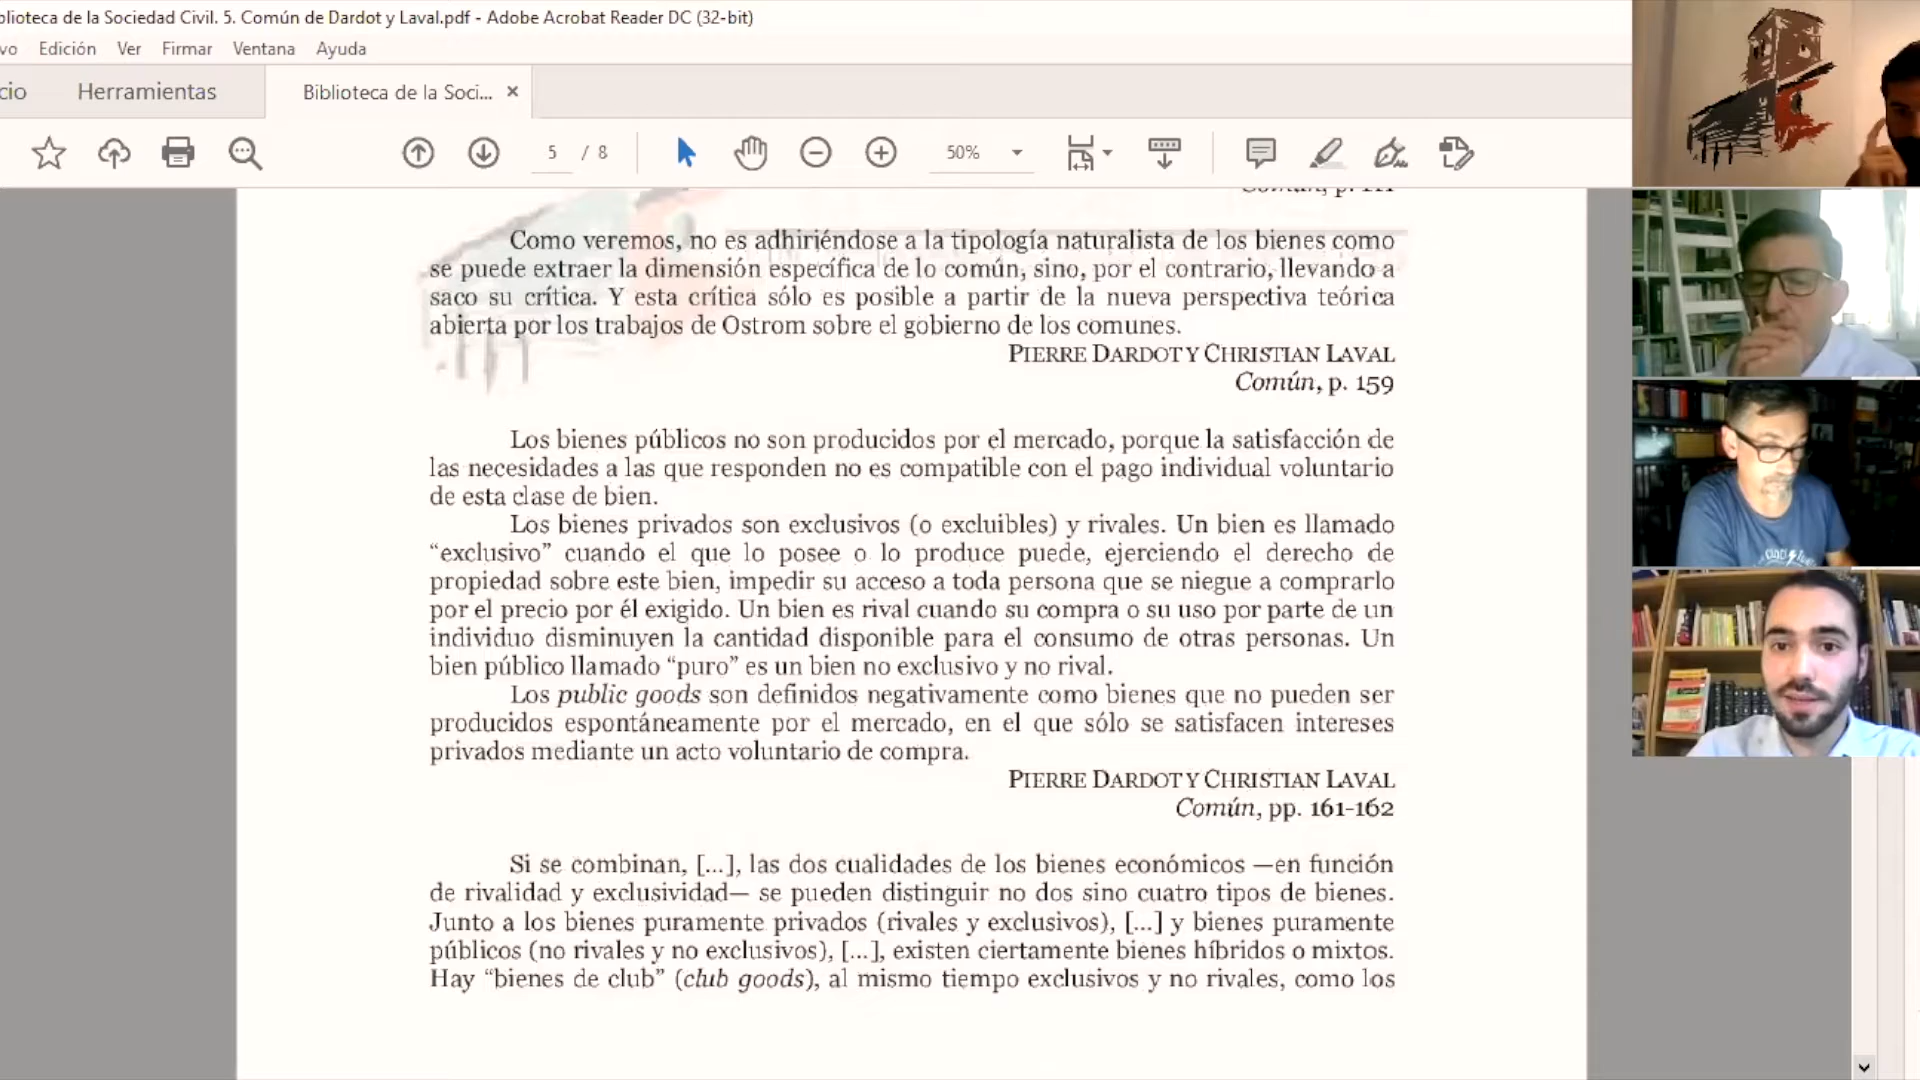 blioteca de la Sociedad Civil. 5. Común de Dardot y Laval.pdf - Adobe Acrobat Reader DC (32-bit)
vo Edición Ver Firmar Ventana Ayuda
cio Herramientas Biblioteca de la Soci... ×
5 / 8 50%
Común, p. 111
Como veremos, no es adhiriéndose a la tipología naturalista de los bienes como
se puede extraer la dimensión específica de lo común, sino, por el contrario, llevando a
saco su crítica. Y esta crítica sólo es posible a partir de la nueva perspectiva teórica
abierta por los trabajos de Ostrom sobre el gobierno de los comunes.
PIERRE DARDOT Y CHRISTIAN LAVAL
Común, p. 159
Los bienes públicos no son producidos por el mercado, porque la satisfacción de
las necesidades a las que responden no es compatible con el pago individual voluntario
de esta clase de bien.
Los bienes privados son exclusivos (o excluibles) y rivales. Un bien es llamado
“exclusivo” cuando el que lo posee o lo produce puede, ejerciendo el derecho de
propiedad sobre este bien, impedir su acceso a toda persona que se niegue a comprarlo
por el precio por él exigido. Un bien es rival cuando su compra o su uso por parte de un
individuo disminuyen la cantidad disponible para el consumo de otras personas. Un
bien público llamado “puro” es un bien no exclusivo y no rival.
Los public goods son definidos negativamente como bienes que no pueden ser
producidos espontáneamente por el mercado, en el que sólo se satisfacen intereses
privados mediante un acto voluntario de compra.
PIERRE DARDOT Y CHRISTIAN LAVAL
Común, pp. 161-162
Si se combinan, [...], las dos cualidades de los bienes económicos —en función
de rivalidad y exclusividad— se pueden distinguir no dos sino cuatro tipos de bienes.
Junto a los bienes puramente privados (rivales y exclusivos), [...] y bienes puramente
públicos (no rivales y no exclusivos), [...], existen ciertamente bienes híbridos o mixtos.
Hay “bienes de club” (club goods), al mismo tiempo exclusivos y no rivales, como los